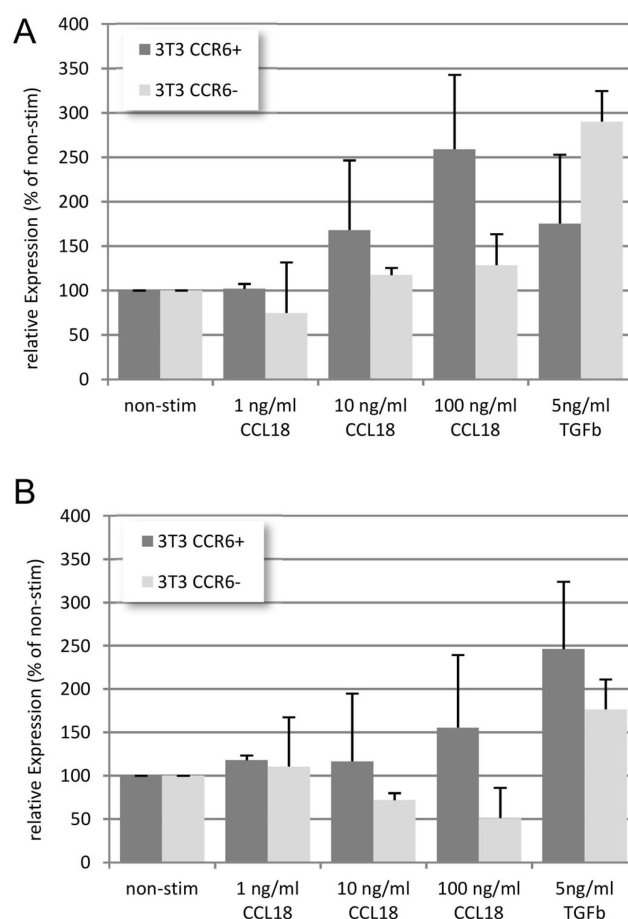 A
relative Expression (% of non-stim)
400
350
300
250
200
150
100
50
0
3T3 CCR6+
3T3 CCR6-
non-stim 1 ng/ml 10 ng/ml 100 ng/ml 5ng/ml
CCL18 CCL18 CCL18 TGFb
B
relative Expression (% of non-stim)
400
350
300
250
200
150
100
50
0
3T3 CCR6+
3T3 CCR6-
non-stim 1 ng/ml 10 ng/ml 100 ng/ml 5ng/ml
CCL18 CCL18 CCL18 TGFb